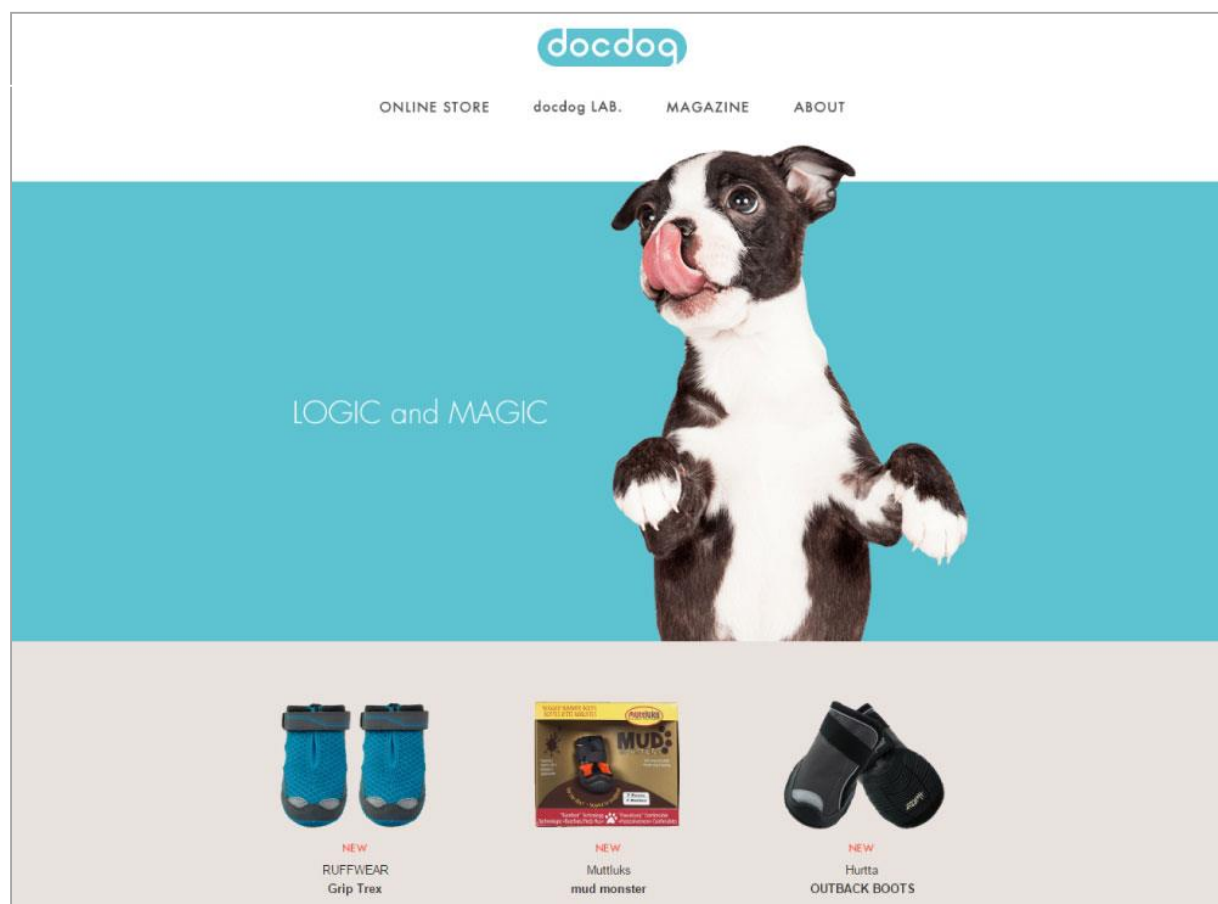 docdog
ONLINE STORE docdog LAB. MAGAZINE ABOUT
LOGIC and MAGIC
MUD
NEW
RUFFWEAR
Grip Trex
NEW
Muttluks
mud monster
NEW
Hurtta
OUTBACK BOOTS